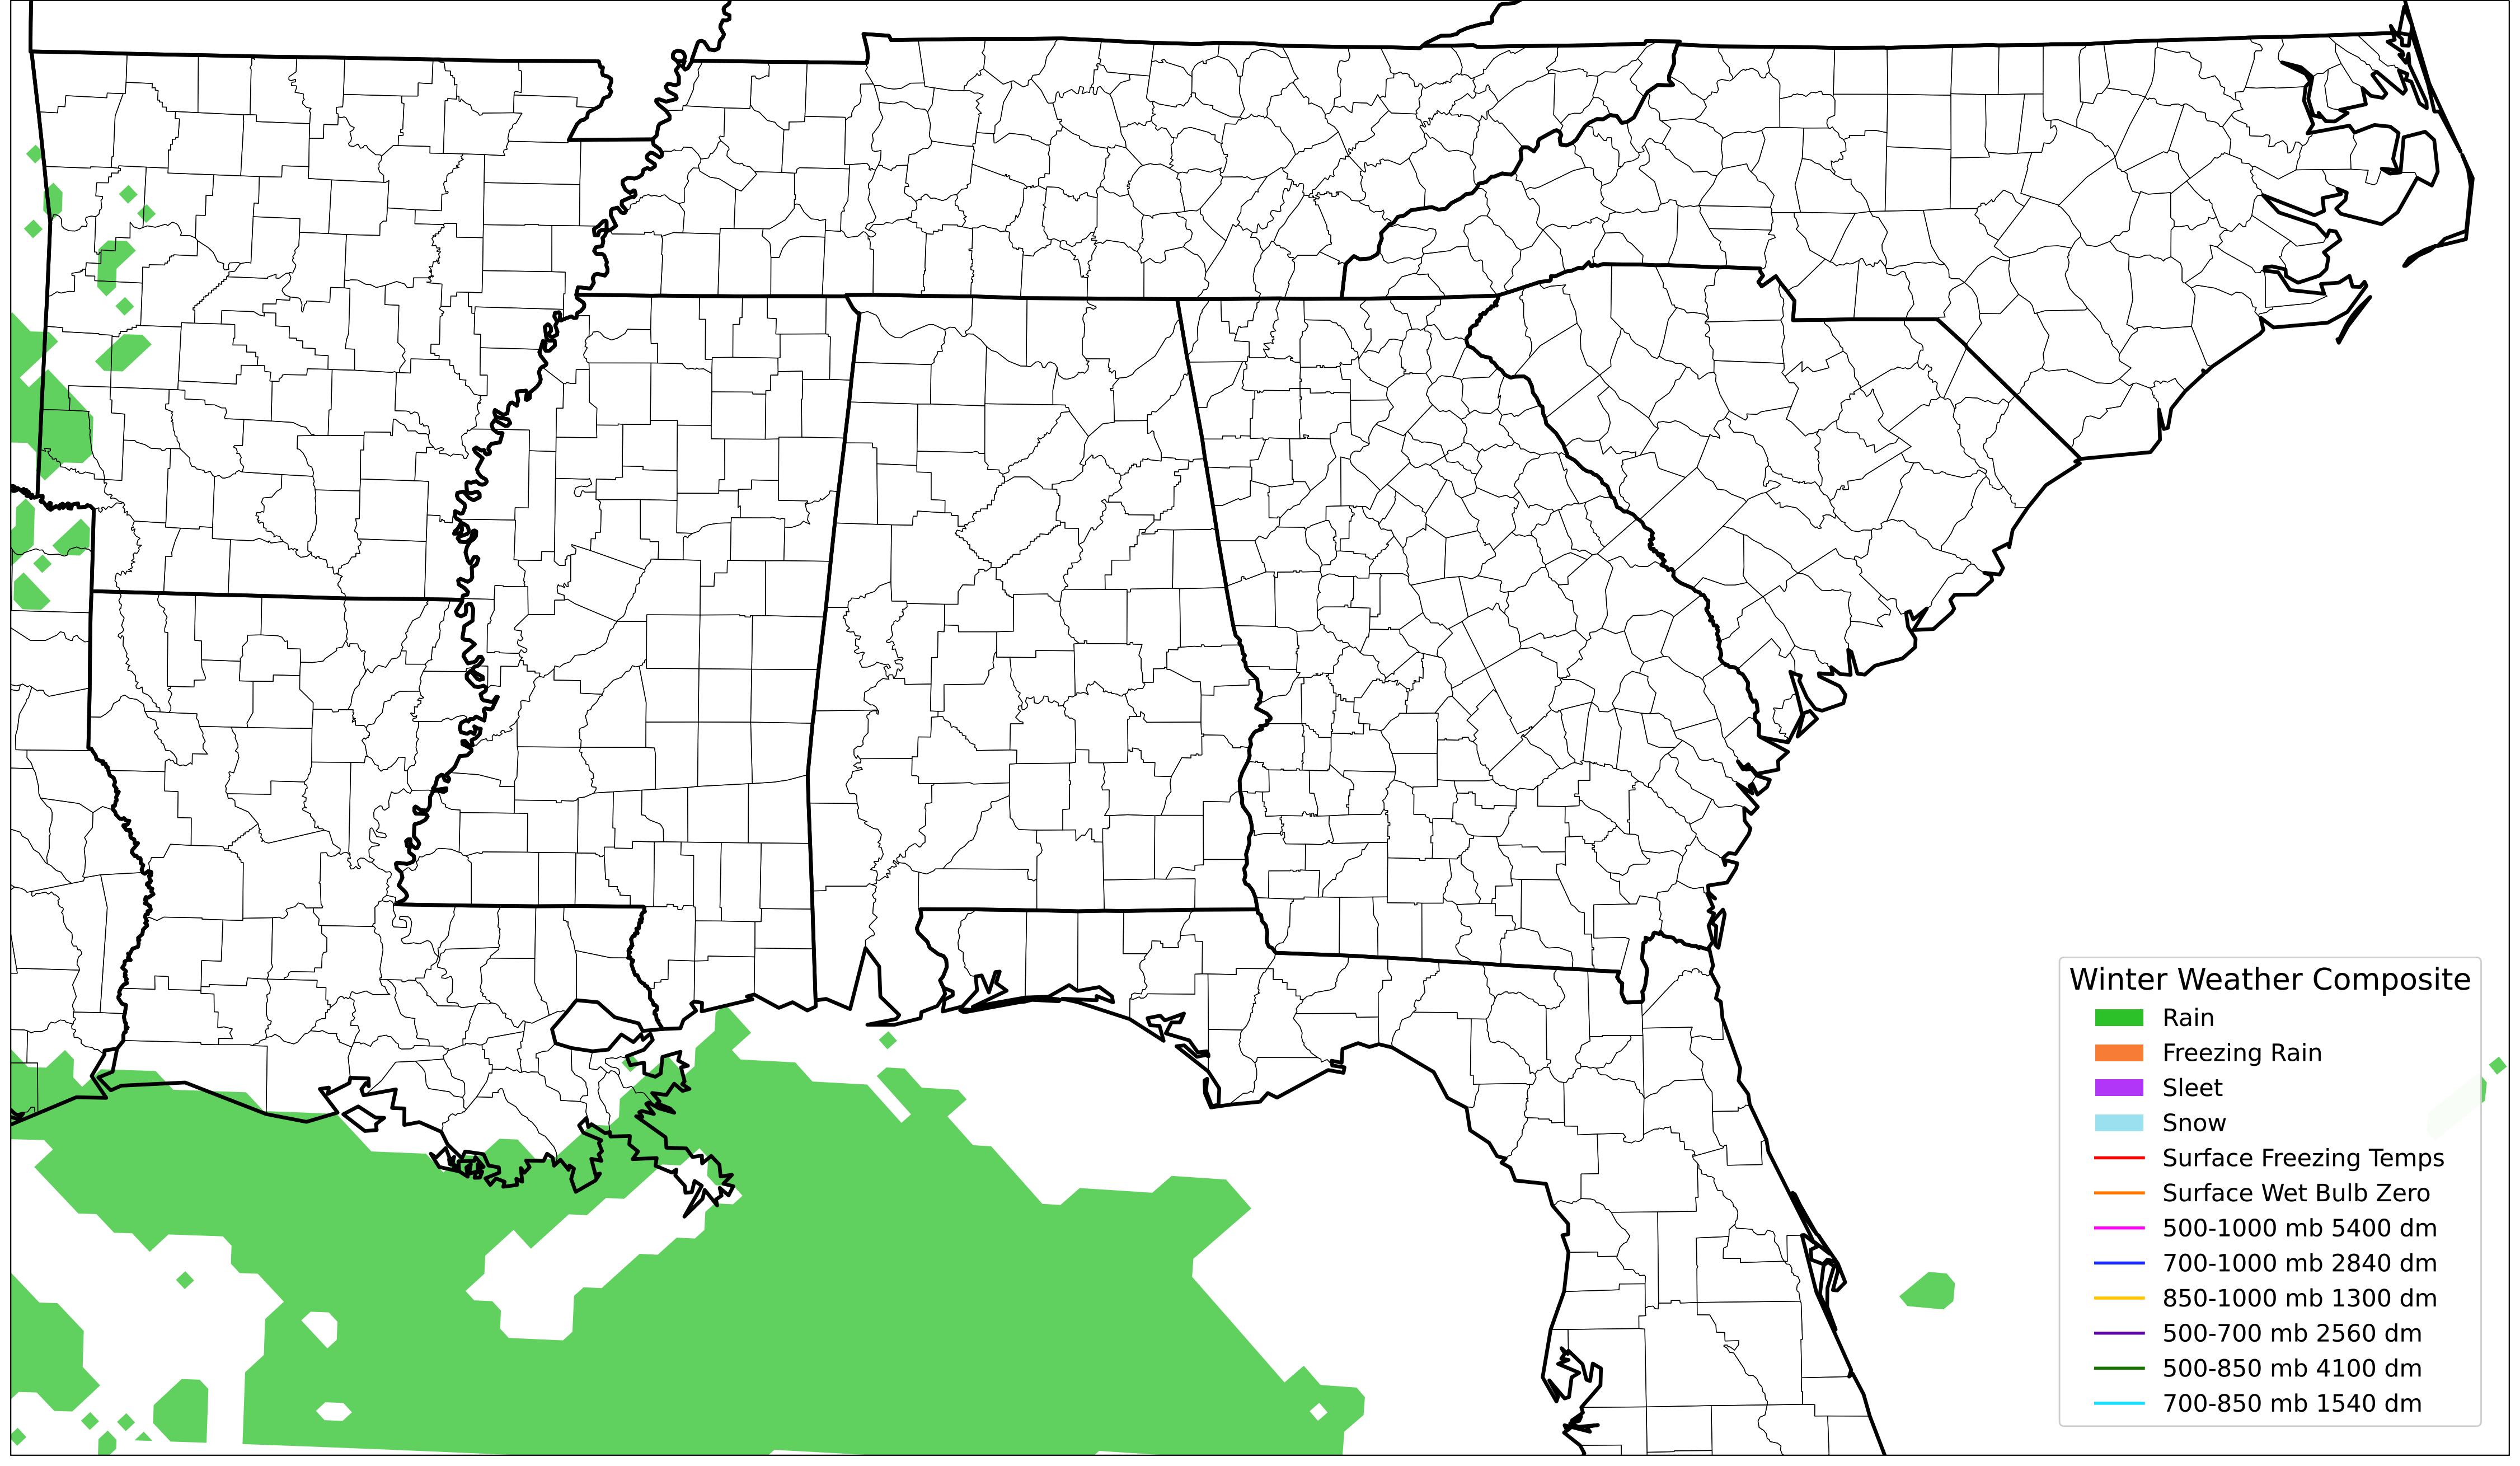 Winter Weather Composite
Rain
Freezing Rain
Sleet
Snow
Surface Freezing Temps
Surface Wet Bulb Zero
500-1000 mb 5400 dm
700-1000 mb 2840 dm
850-1000 mb 1300 dm
500-700 mb 2560 dm
500-850 mb 4100 dm
700-850 mb 1540 dm